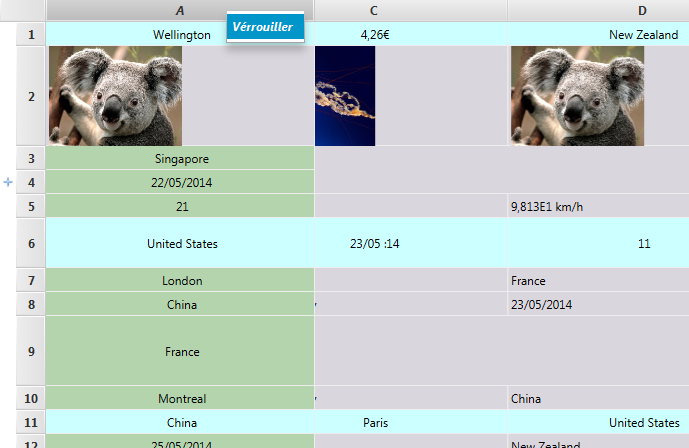 A C D
Vérrouiller
1 Wellington 4,26€ New Zealand
2
3 Singapore
4 22/05/2014
5 21 9,813E1 km/h
6 United States 23/05 :14 11
7 London France
8 China 23/05/2014
9 France
10 Montreal China
11 China Paris United States
12 25/05/2014 New Zealand